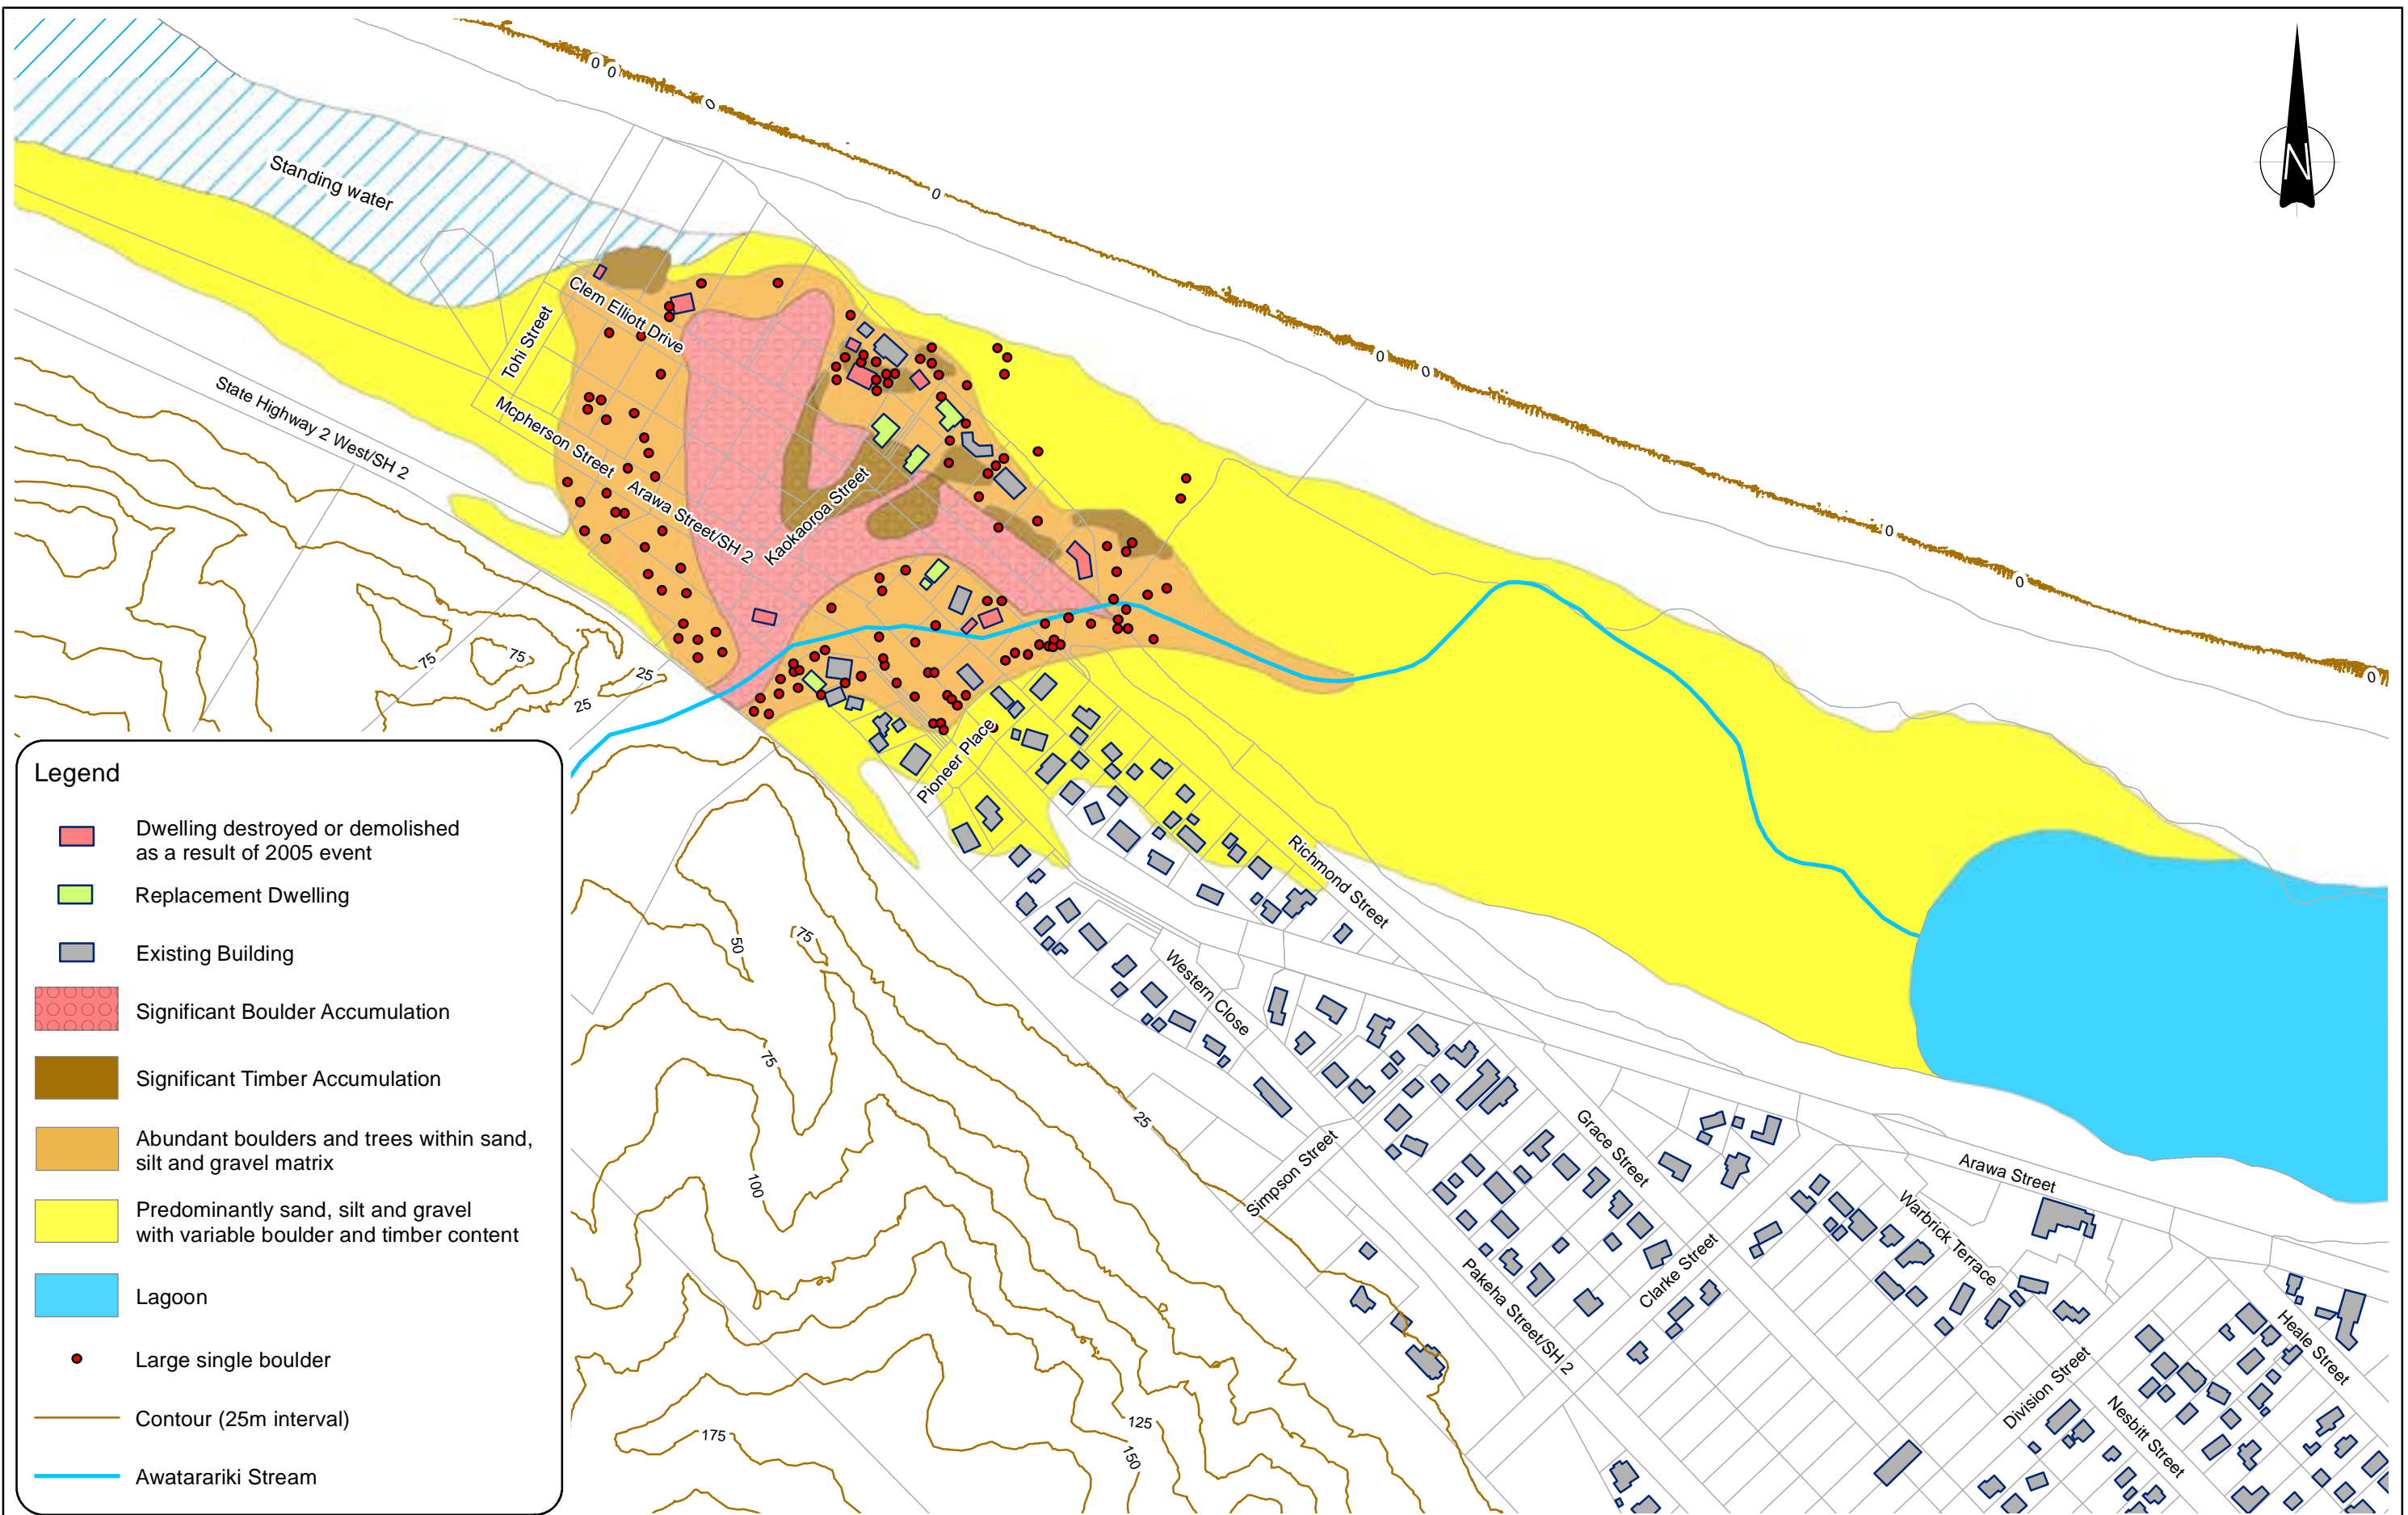 0 0
0
0
0
0
0
0
0
N
Standing water
Clem Elliott Drive
Tohi Street
State Highway 2 West/SH 2
Mcpherson Street
Arawa Street/SH 2
Kaokaoroa Street
75
75
25
25
Pioneer Place
Richmond Street
50
75
Western Close
75
25
100
Simpson Street
Grace Street
Arawa Street
Warbrick Terrace
Clarke Street
Pakeha Street/SH 2
Heale Street
Division Street
Nesbitt Street
125
175
150
Legend
Dwelling destroyed or demolished
as a result of 2005 event
Replacement Dwelling
Existing Building
Significant Boulder Accumulation
Significant Timber Accumulation
Abundant boulders and trees within sand,
silt and gravel matrix
Predominantly sand, silt and gravel
with variable boulder and timber content
Lagoon
Large single boulder
Contour (25m interval)
Awatarariki Stream